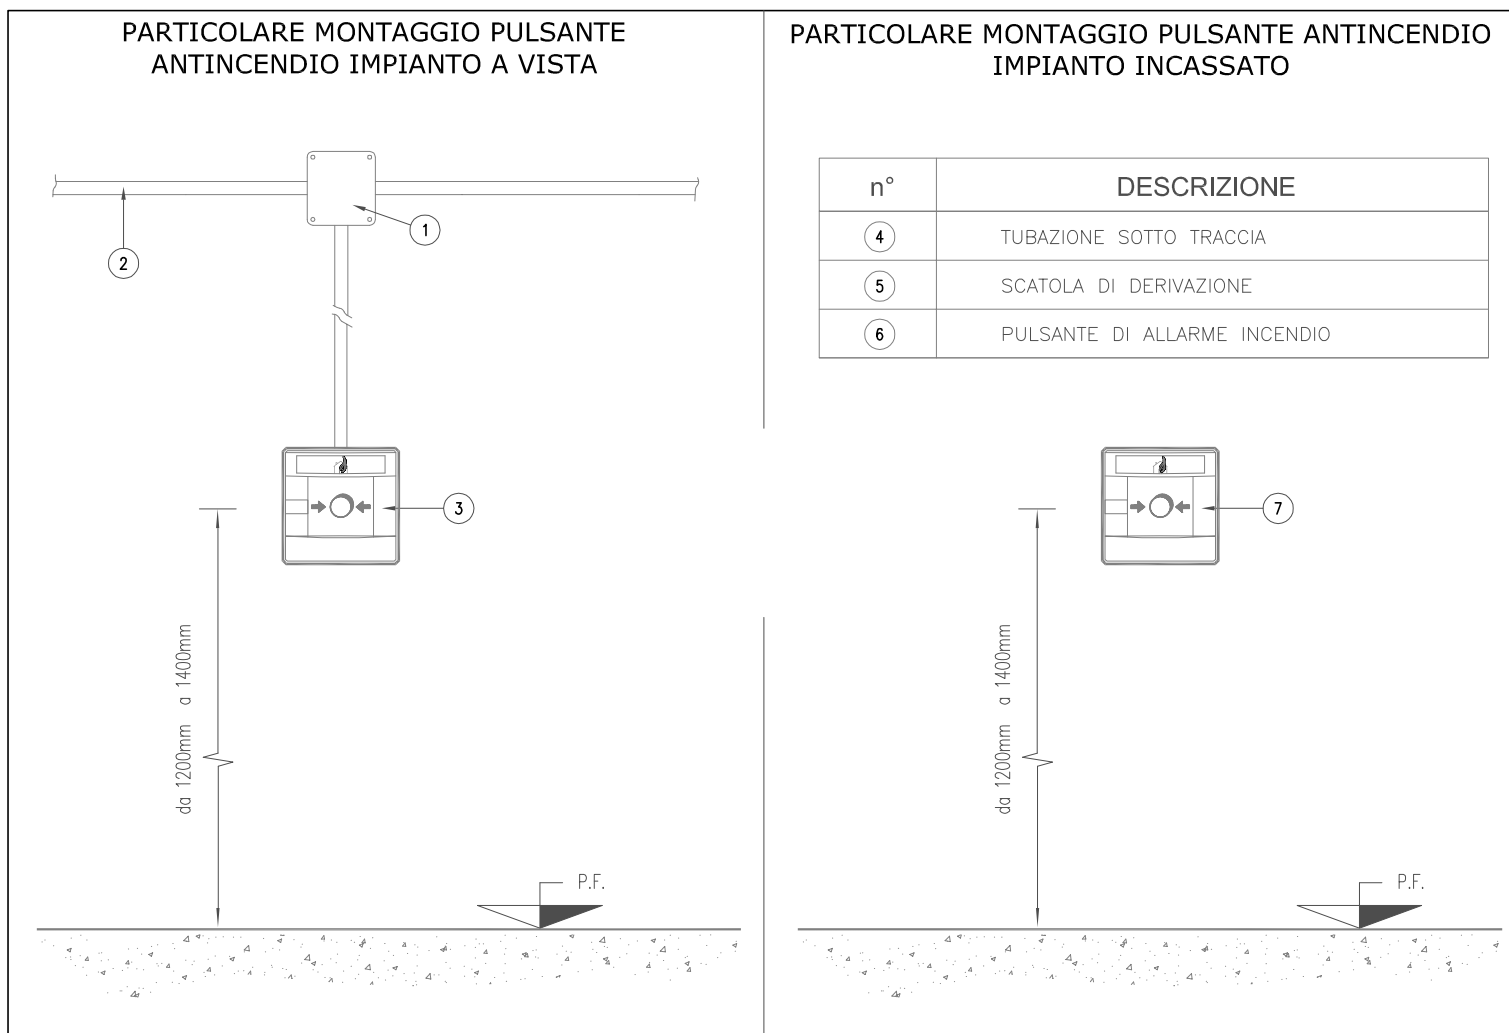 PARTICOLARE MONTAGGIO PULSANTE
ANTINCENDIO IMPIANTO A VISTA
1
2
3
da 1200mm a 1400mm
P.F.
PARTICOLARE MONTAGGIO PULSANTE ANTINCENDIO
IMPIANTO INCASSATO
n° DESCRIZIONE
4 TUBAZIONE SOTTO TRACCIA
5 SCATOLA DI DERIVAZIONE
6 PULSANTE DI ALLARME INCENDIO
7
da 1200mm a 1400mm
P.F.